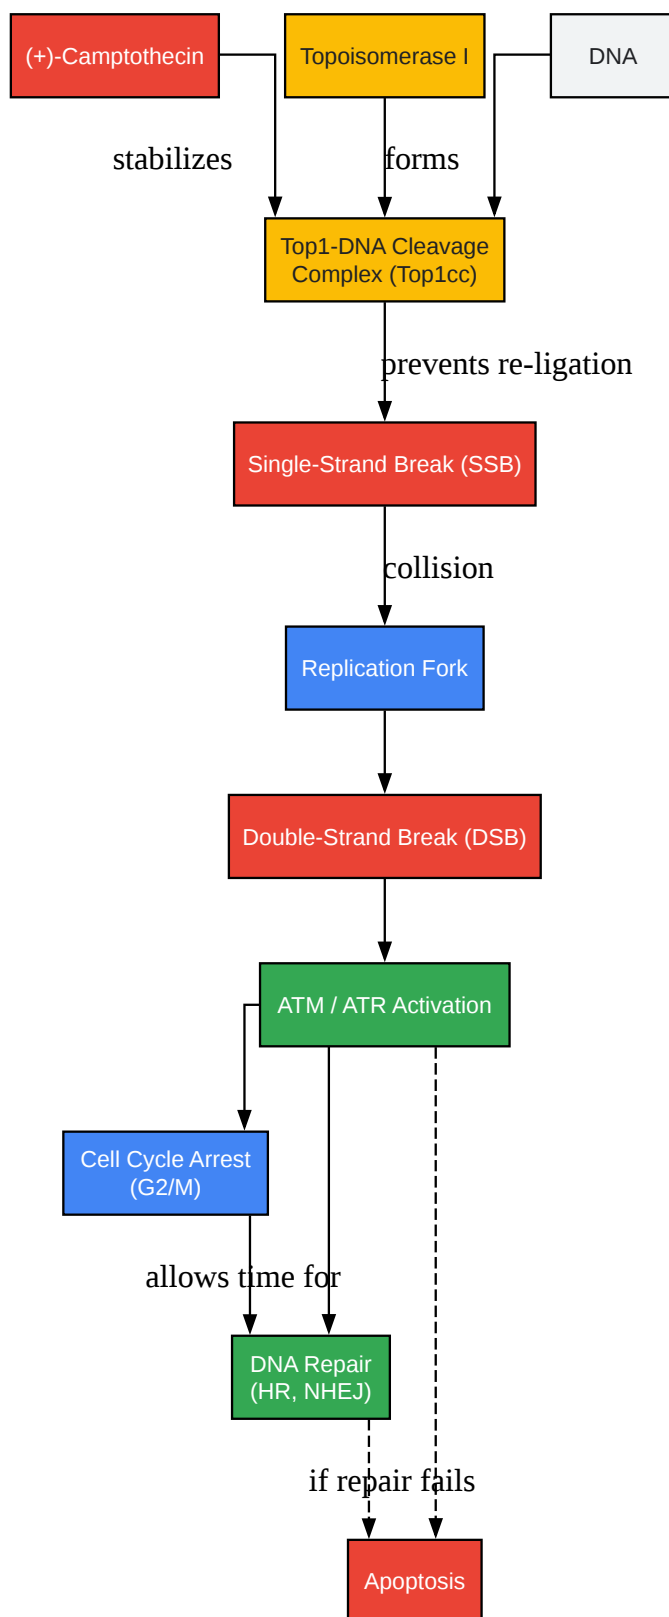 (+)-Camptothecin
Topoisomerase I
DNA
stabilizes
forms
Top1-DNA Cleavage
Complex (Top1cc)
prevents re-ligation
Single-Strand Break (SSB)
collision
Replication Fork
Double-Strand Break (DSB)
ATM / ATR Activation
Cell Cycle Arrest
(G2/M)
allows time for
DNA Repair
(HR, NHEJ)
if repair fails
Apoptosis